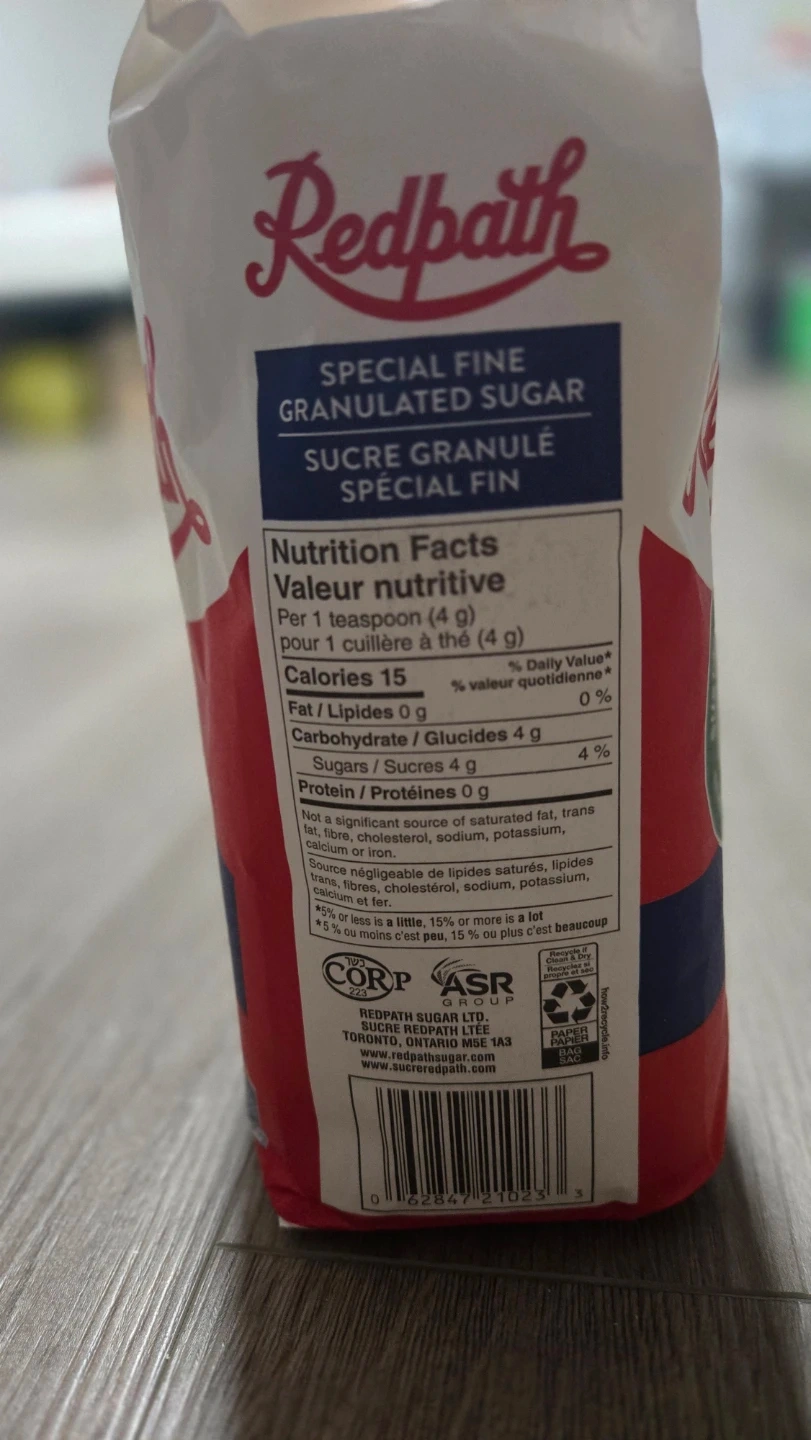 Redpath
SPECIAL FINE
GRANULATED SUGAR
SUCRE GRANULÉ
SPÉCIAL FIN
Nutrition Facts
Valeur nutritive
Per 1 teaspoon (4 g)
pour 1 cuillère à thé (4 g)
Calories 15
% Daily Value*
% valeur quotidienne*
Fat / Lipides 0 g 0 %
Carbohydrate / Glucides 4 g
Sugars / Sucres 4 g 4 %
Protein / Protéines 0 g
Not a significant source of saturated fat, trans
fat, fibre, cholesterol, sodium, potassium,
calcium or iron.
Source négligeable de lipides saturés, lipides
trans, fibres, cholestérol, sodium, potassium,
calcium et fer.
*5% or less is a little, 15% or more is a lot
*5 % ou moins c'est peu, 15 % ou plus c'est beaucoup
כשר
CORP
223
ASR
GROUP
Recycle if
Clean & Dry
Recyclez si
propre et sec
PAPER
PAPIER
BAG
SAC
how2recycle.info
REDPATH SUGAR LTD.
SUCRE REDPATH LTÉE
TORONTO, ONTARIO M5E 1A3
www.redpathsugar.com
www.sucreredpath.com
0 62847 21023 3